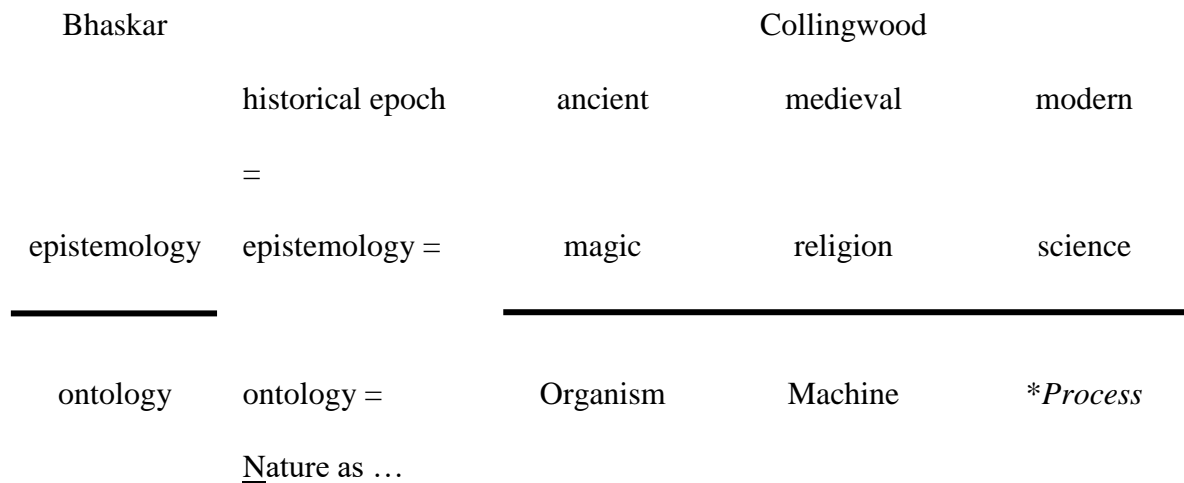 Bhaskar Collingwood
historical epoch ancient medieval modern
=
epistemology epistemology = magic religion science
ontology ontology = Organism Machine *Process
Nature as …